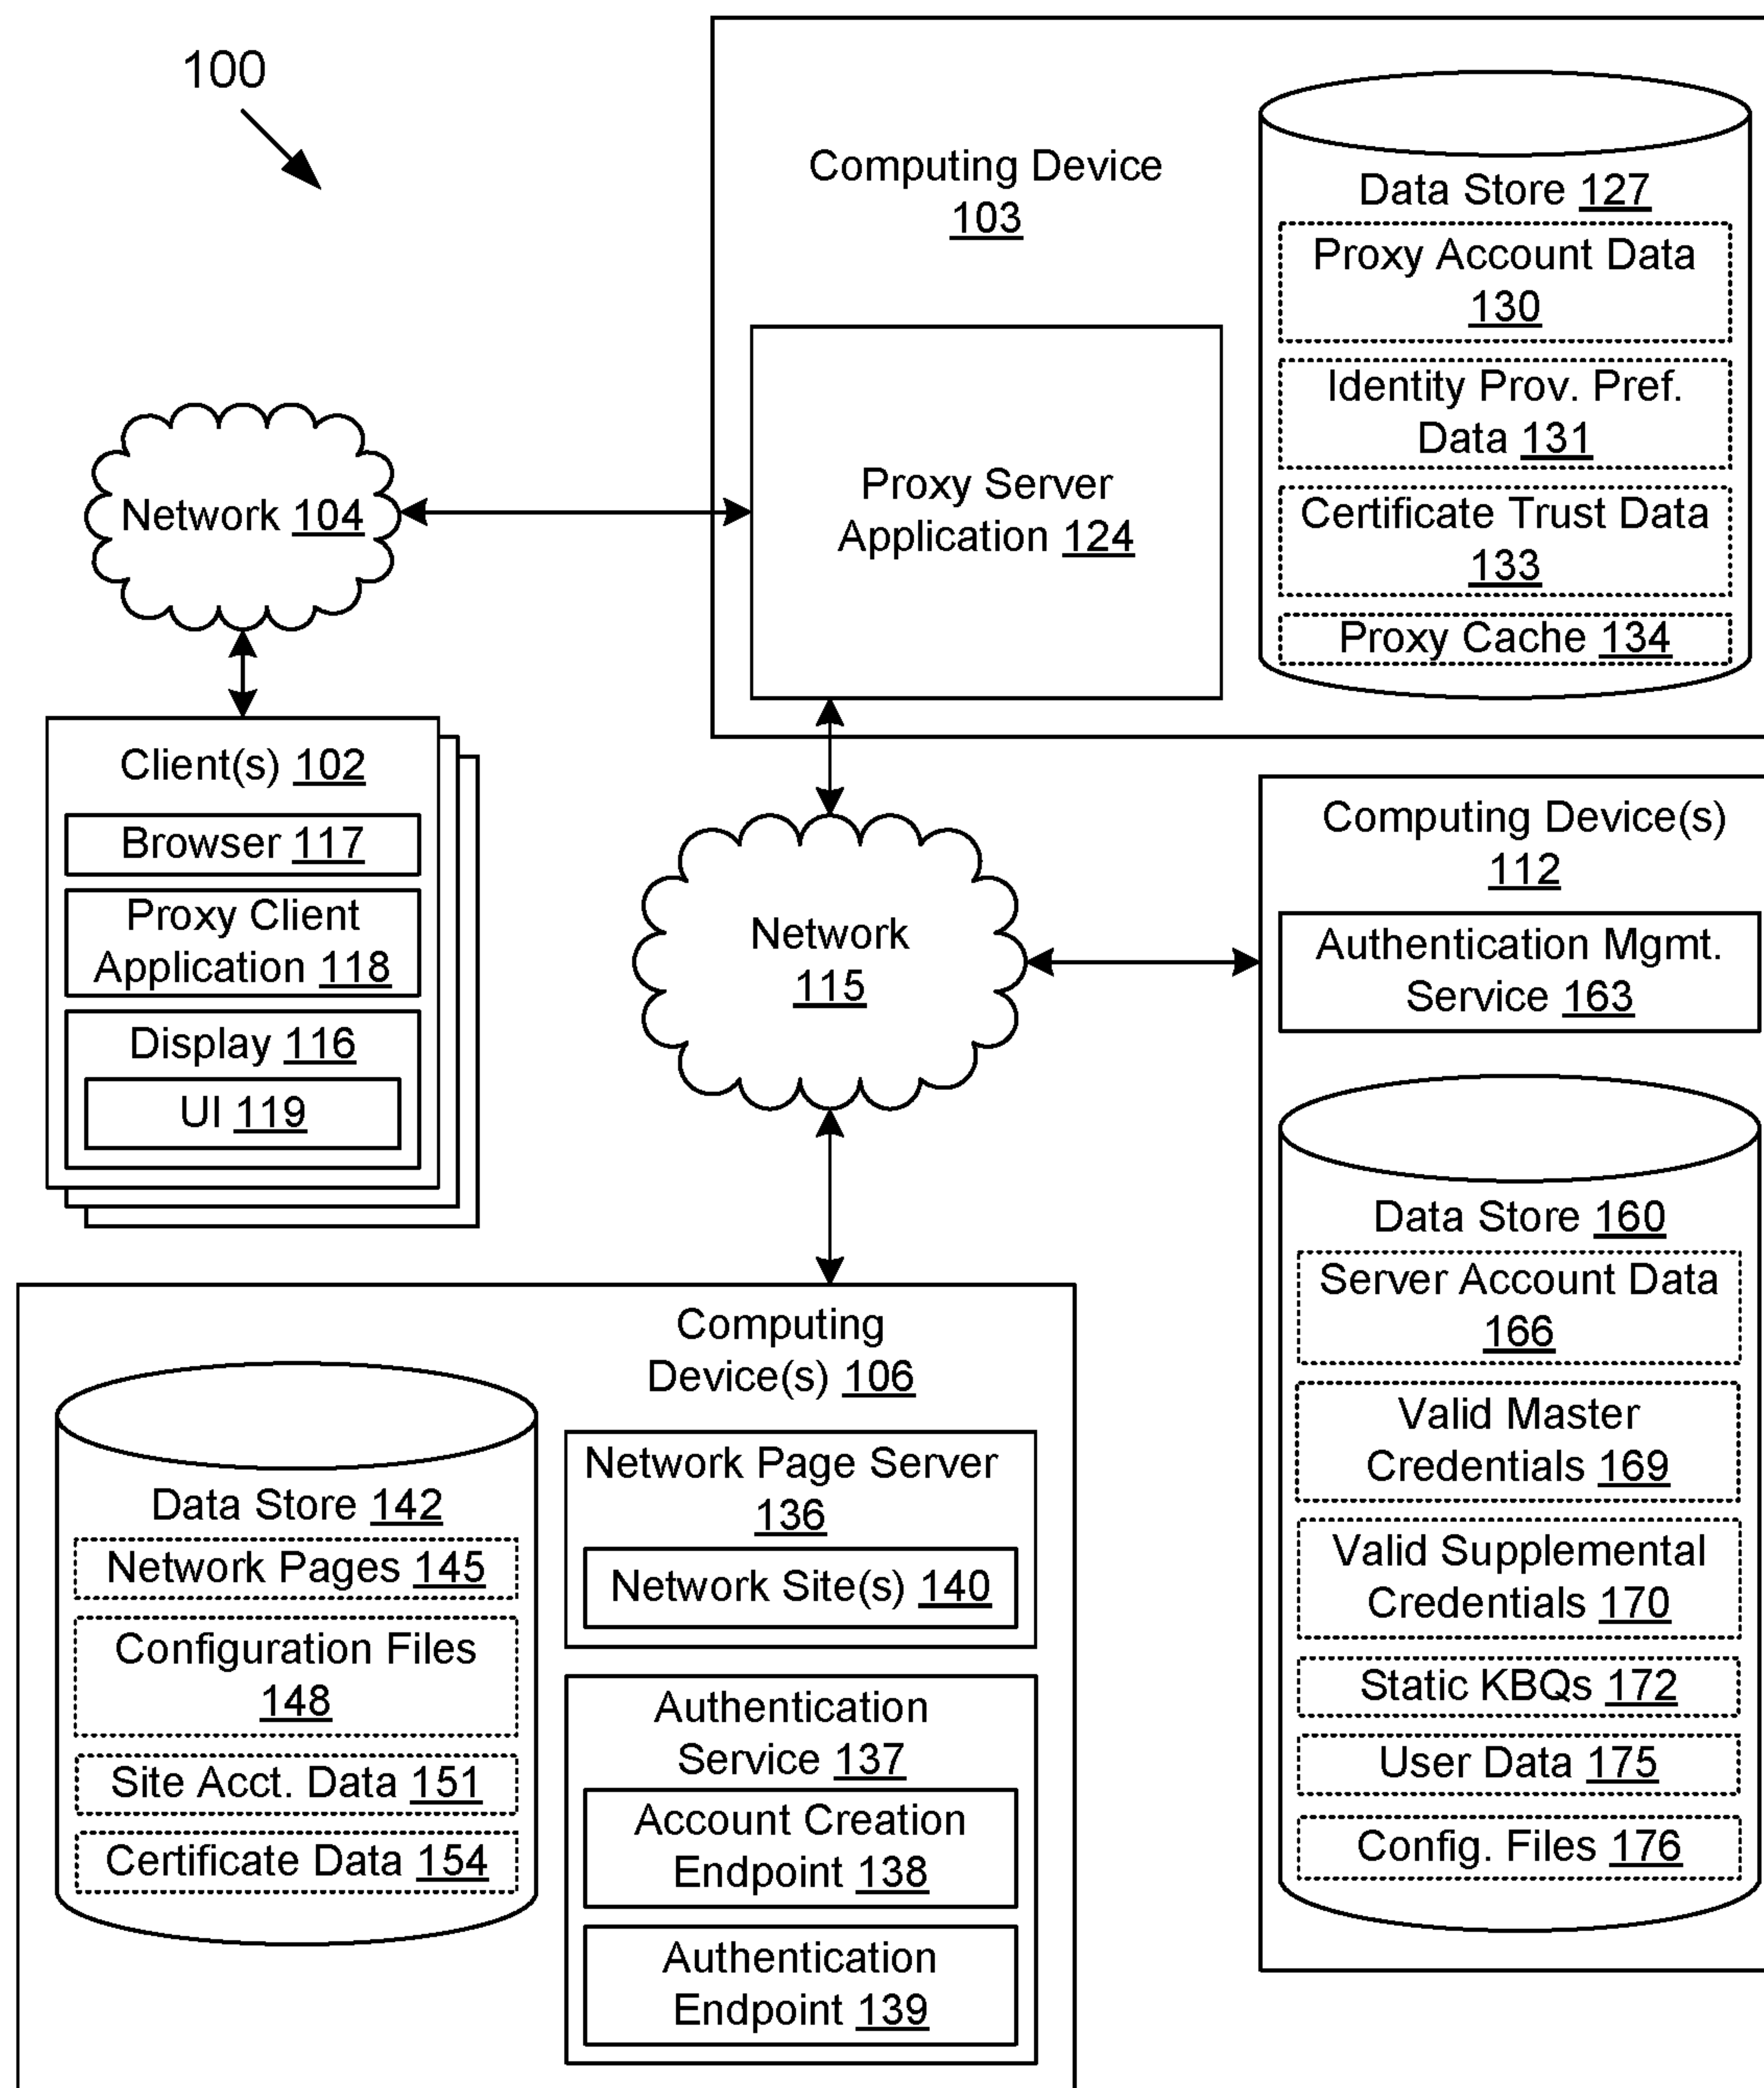 100
Computing Device
103
Data Store 127
Proxy Account Data
130
Identity Prov. Pref.
Data 131
Certificate Trust Data
133
Proxy Cache 134
Proxy Server
Application 124
Network 104
Client(s) 102
Browser 117
Proxy Client
Application 118
Display 116
UI 119
Network
115
Computing Device(s)
112
Authentication Mgmt.
Service 163
Data Store 160
Server Account Data
166
Valid Master
Credentials 169
Valid Supplemental
Credentials 170
Static KBQs 172
User Data 175
Config. Files 176
Computing
Device(s) 106
Data Store 142
Network Pages 145
Configuration Files
148
Site Acct. Data 151
Certificate Data 154
Network Page Server
136
Network Site(s) 140
Authentication
Service 137
Account Creation
Endpoint 138
Authentication
Endpoint 139